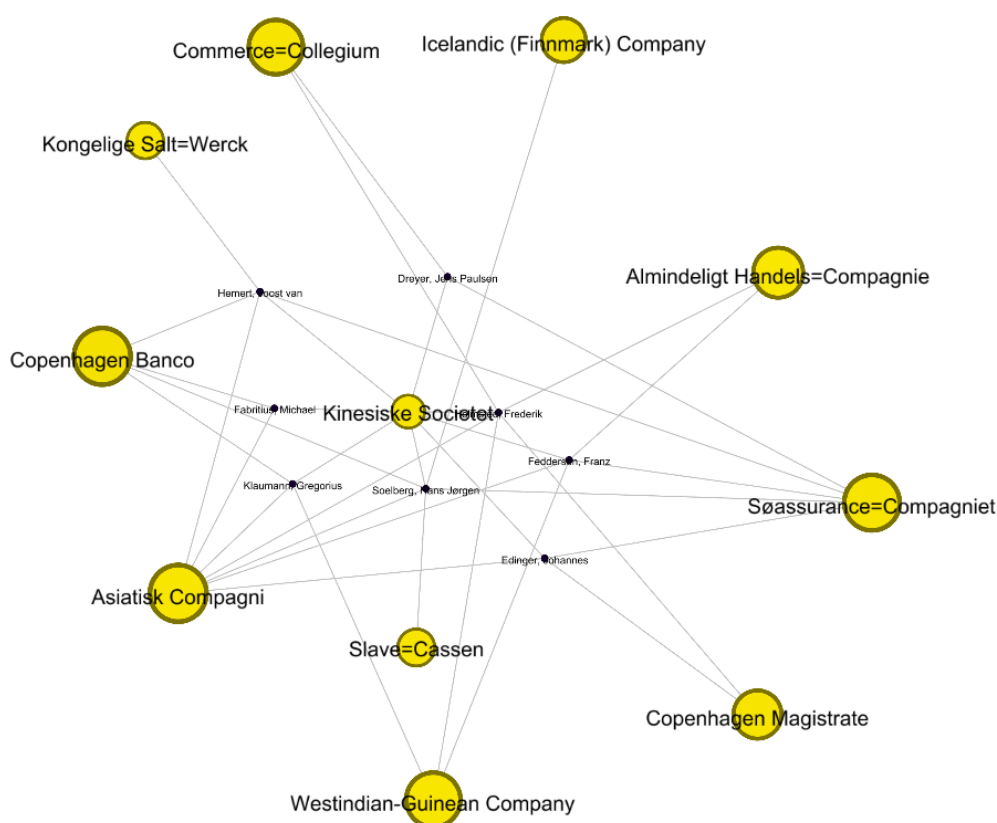 Commerce=Collegium
Icelandic (Finnmark) Company
Kongelige Salt=Werck
Dreyer, Jens Paulsen
Almindeligt Handels=Compagnie
Hemert, Joost van
Copenhagen Banco
Fabritius, Michael
Kinesiske Societet
Frederik
Feddersen, Franz
Klaumann, Gregorius
Soelberg, Hans Jørgen
Søassurance=Compagniet
Edinger, Johannes
Asiatisk Compagni
Slave=Cassen
Copenhagen Magistrate
Westindian-Guinean Company